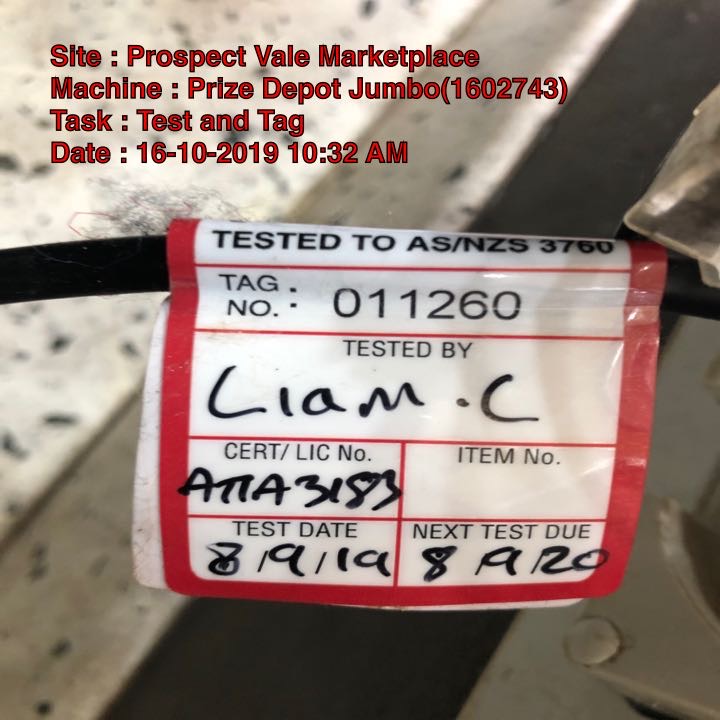 Site : Prospect Vale Marketplace
Machine : Prize Depot Jumbo(1602743)
Task : Test and Tag
Date : 16-10-2019 10:32 AM
TESTED TO AS/NZS 3760
TAG NO. : 011260
TESTED BY
Liam .C
CERT/ LIC No.
ATTA3183
ITEM No.
TEST DATE
8/9/19
NEXT TEST DUE
8/9/20